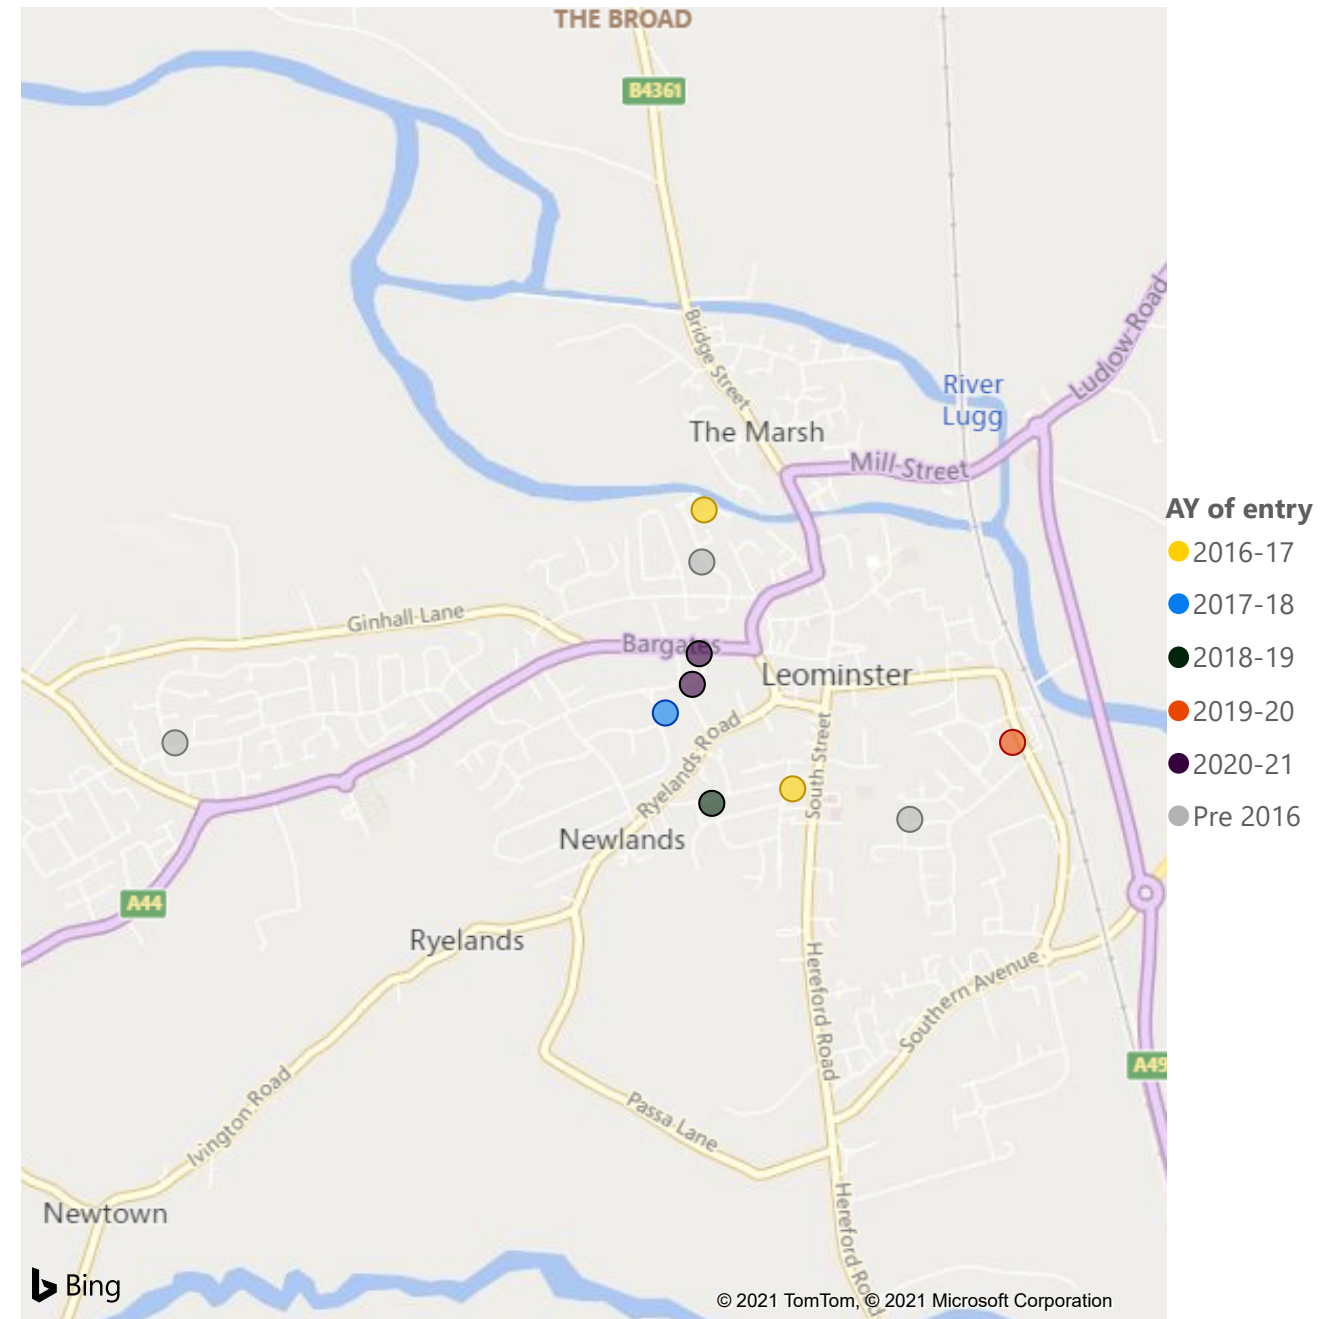 THE BROAD
B4361
Ludlow Road
Bridge Street
River
Lugg
The Marsh
Mill Street
AY of entry
2016-17
2017-18
2018-19
2019-20
2020-21
Pre 2016
Ginhall Lane
Bargates
Leominster
Ryelands Road
South Street
Newlands
A44
Ryelands
Hereford Road
Southern Avenue
A49
Ivington Road
Passa Lane
Newtown
Hereford Road
Bing
© 2021 TomTom, © 2021 Microsoft Corporation